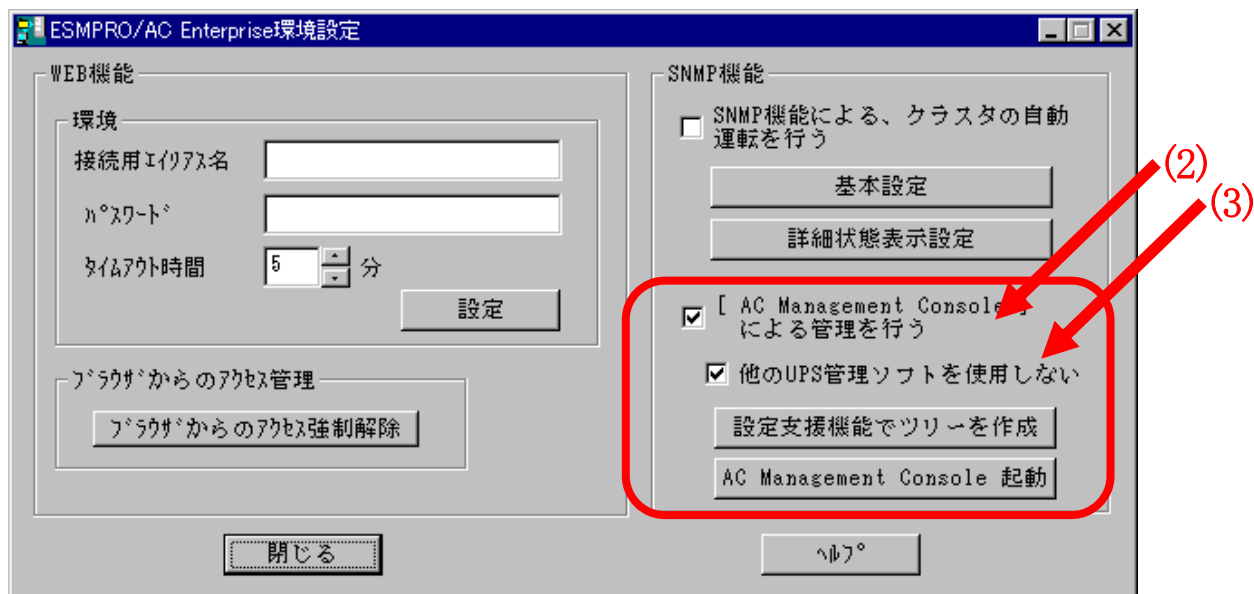 ESMPRO/AC Enterprise環境設定
WEB機能
環境
接続用ｴｲﾘｱｽ名
ﾊﾟｽﾜｰﾄﾞ
ﾀｲﾑｱｳﾄ時間
5
分
設定
ﾌﾞﾗｳｻﾞからのｱｸｾｽ管理
ﾌﾞﾗｳｻﾞからのｱｸｾｽ強制解除
SNMP機能
SNMP機能による、クラスタの自動
運転を行う
基本設定
詳細状態表示設定
(2)
(3)
[ AC Management Console ]
による管理を行う
他のUPS管理ソフトを使用しない
設定支援機能でツリーを作成
AC Management Console 起動
閉じる
ﾍﾙﾌﾟ